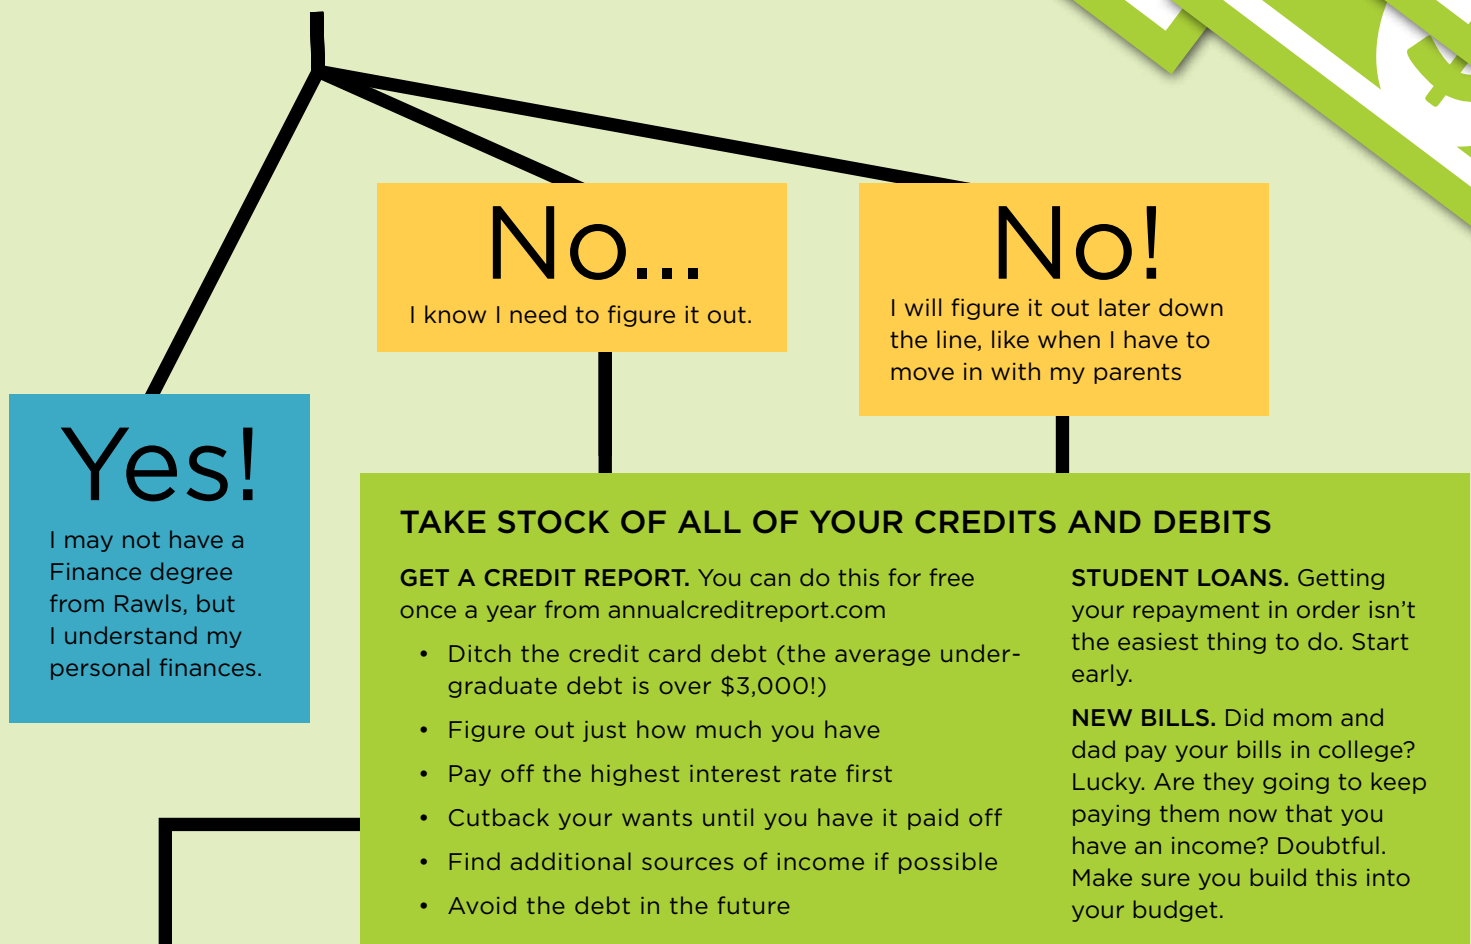 No...
I know I need to figure it out.
No!
I will figure it out later down
the line, like when I have to
move in with my parents
Yes!
I may not have a
Finance degree
from Rawls, but
I understand my
personal finances.
TAKE STOCK OF ALL OF YOUR CREDITS AND DEBITS
GET A CREDIT REPORT. You can do this for free
once a year from annualcreditreport.com
• Ditch the credit card debt (the average under-
graduate debt is over $3,000!)
• Figure out just how much you have
• Pay off the highest interest rate first
• Cutback your wants until you have it paid off
• Find additional sources of income if possible
• Avoid the debt in the future
STUDENT LOANS. Getting
your repayment in order isn’t
the easiest thing to do. Start
early.
NEW BILLS. Did mom and
dad pay your bills in college?
Lucky. Are they going to keep
paying them now that you
have an income? Doubtful.
Make sure you build this into
your budget.